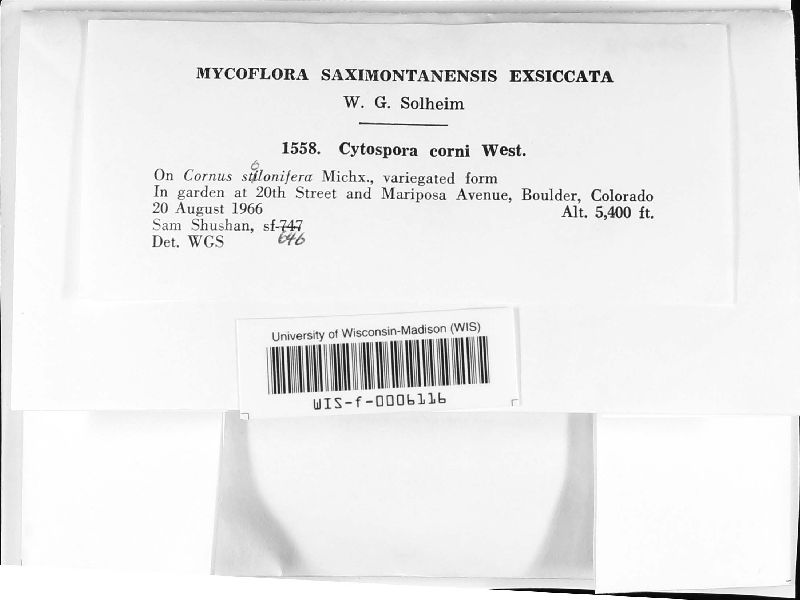 MYCOFLORA SAXIMONTANENSIS EXSICCATA
W. G. Solheim
1558. Cytospora corni West.
On Cornus stolonifera Michx., variegated form
In garden at 20th Street and Mariposa Avenue, Boulder, Colorado
20 August 1966 Alt. 5,400 ft.
Sam Shushan, sf-747
646
Det. WGS
University of Wisconsin-Madison (WIS)
WIS-f-0006116